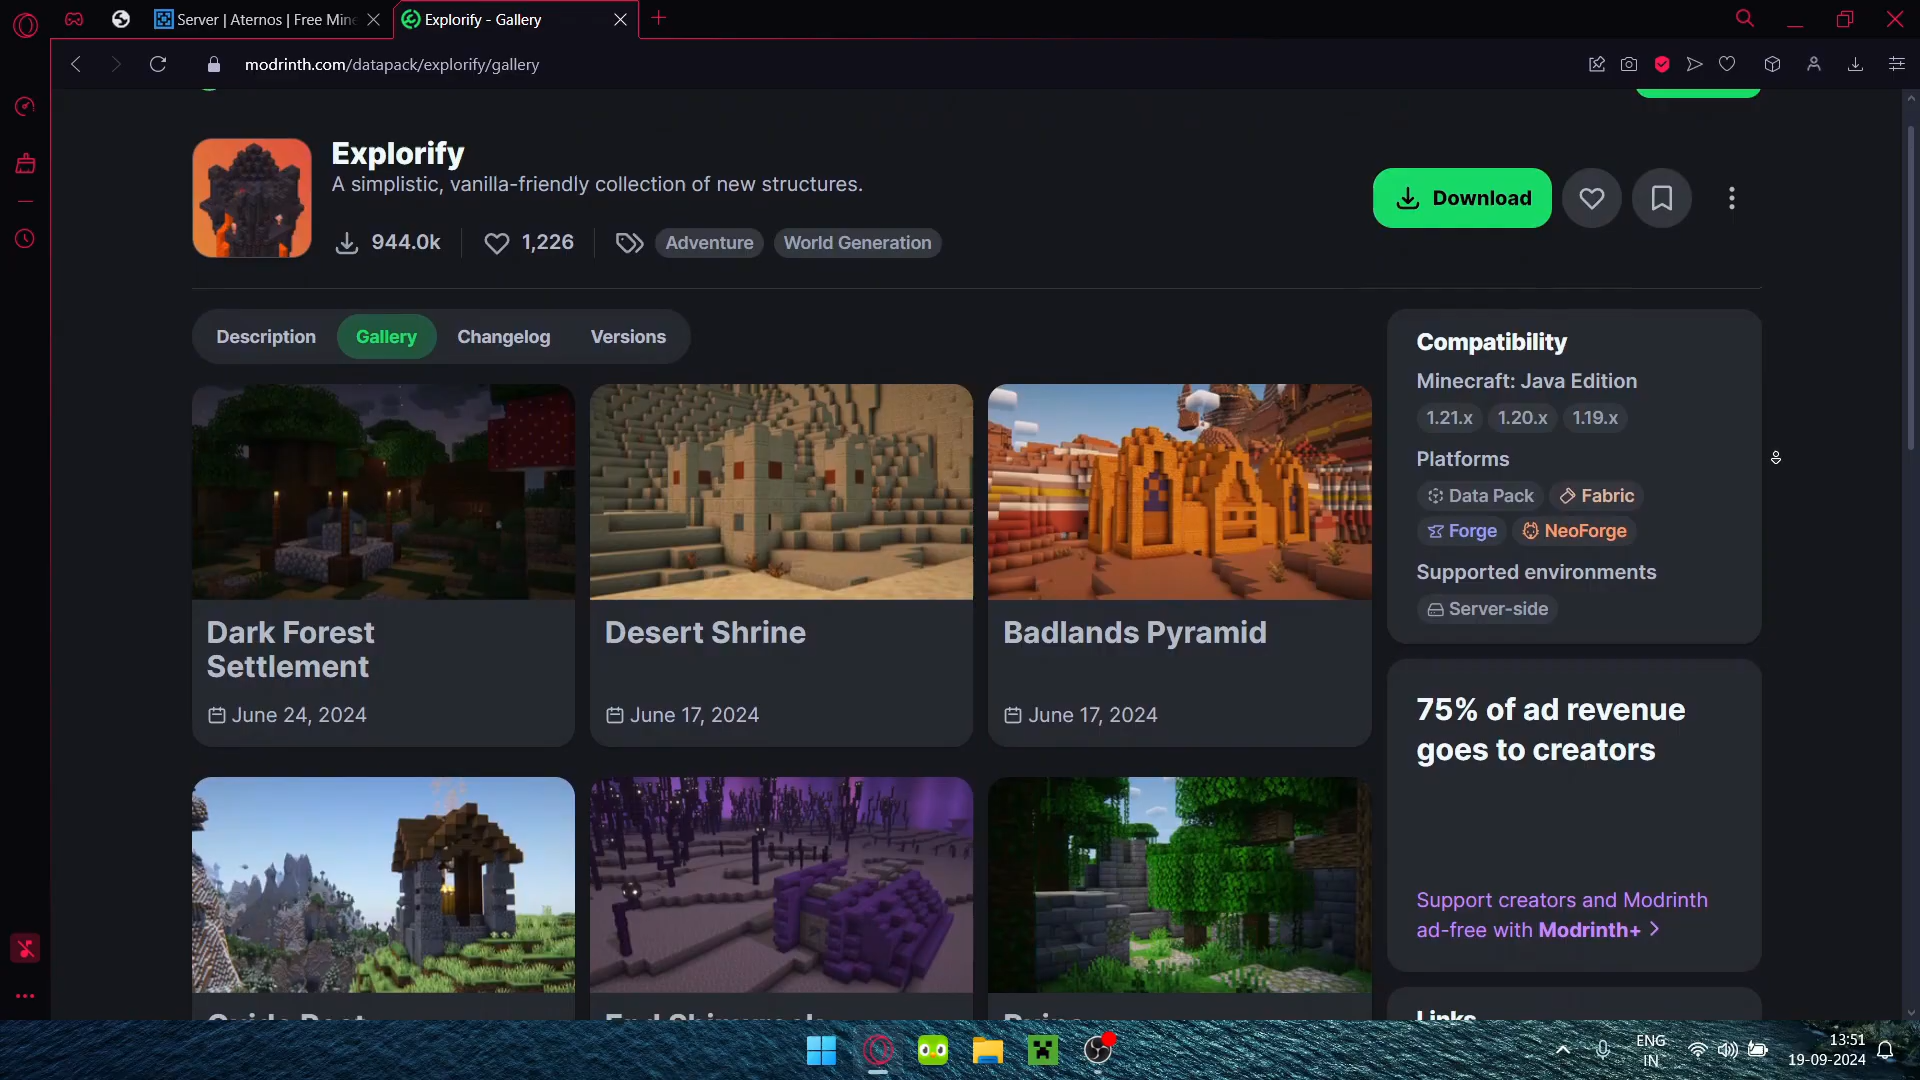 Server | Aternos | Free Mine
Explorify - Gallery
modrinth.com/datapack/explorify/gallery
Explorify
A simplistic, vanilla-friendly collection of new structures.
944.0k
1,226
Adventure
World Generation
Download
Description
Gallery
Changelog
Versions
Dark Forest
Settlement
June 24, 2024
Desert Shrine
June 17, 2024
Badlands Pyramid
June 17, 2024
Compatibility
Minecraft: Java Edition
1.21.x
1.20.x
1.19.x
Platforms
Data Pack
Fabric
Forge
NeoForge
Supported environments
Server-side
75% of ad revenue
goes to creators
Support creators and Modrinth
ad-free with Modrinth+
Links
ENG
IN
13:51
19-09-2024